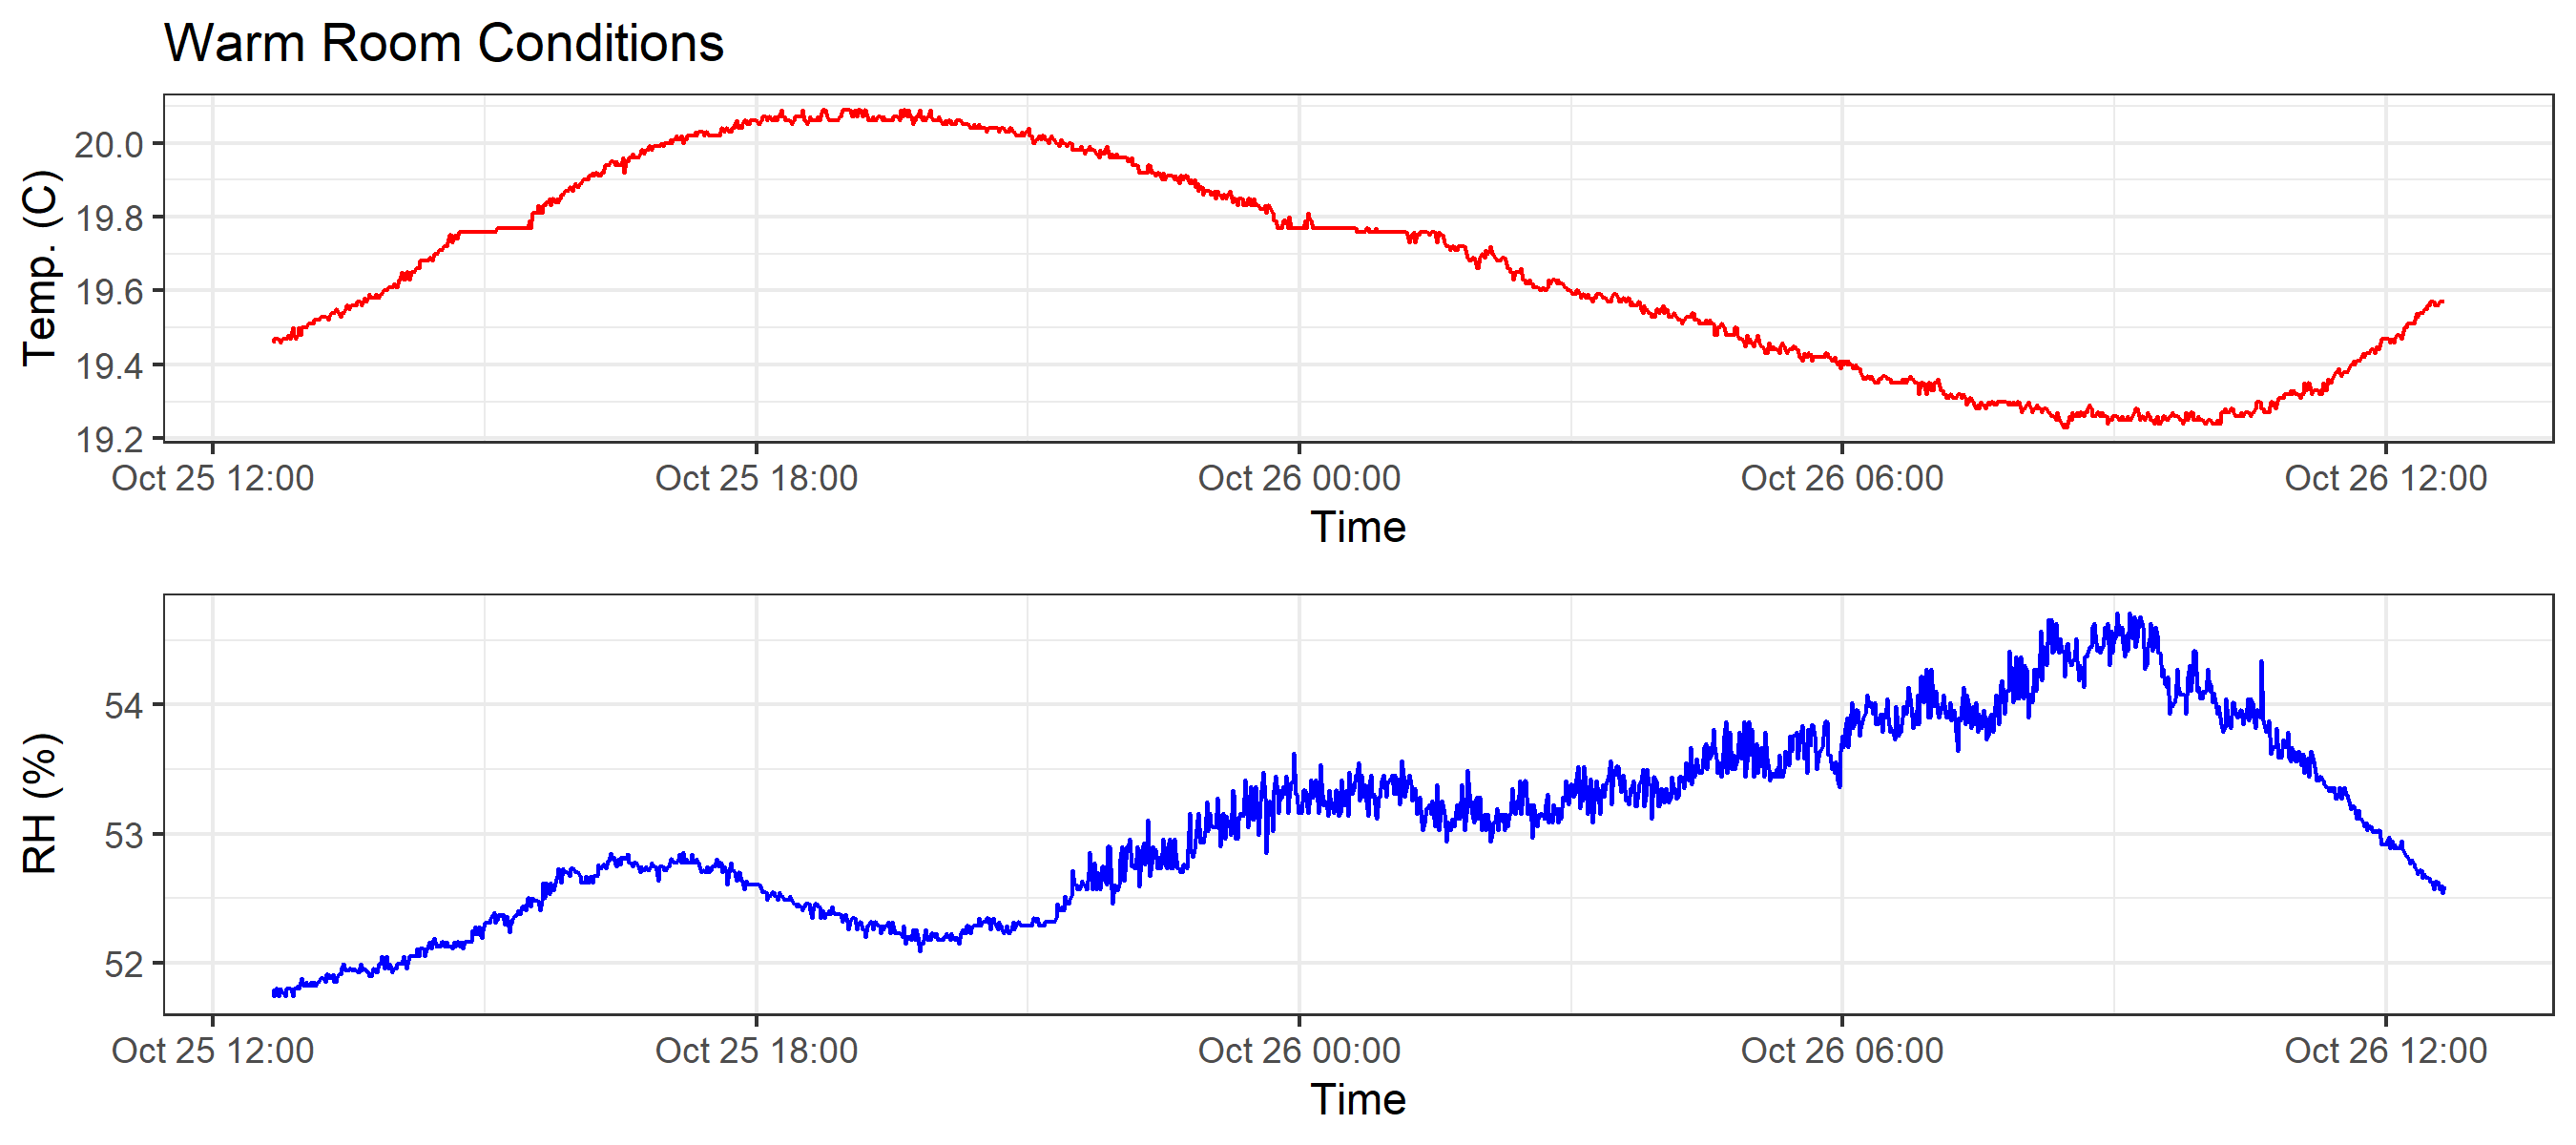 Warm Room Conditions
Temp. (C)
20.0
19.8
19.6
19.4
19.2
Oct 25 12:00 Oct 25 18:00 Oct 26 00:00 Oct 26 06:00 Oct 26 12:00
Time
RH (%)
54
53
52
Oct 25 12:00 Oct 25 18:00 Oct 26 00:00 Oct 26 06:00 Oct 26 12:00
Time